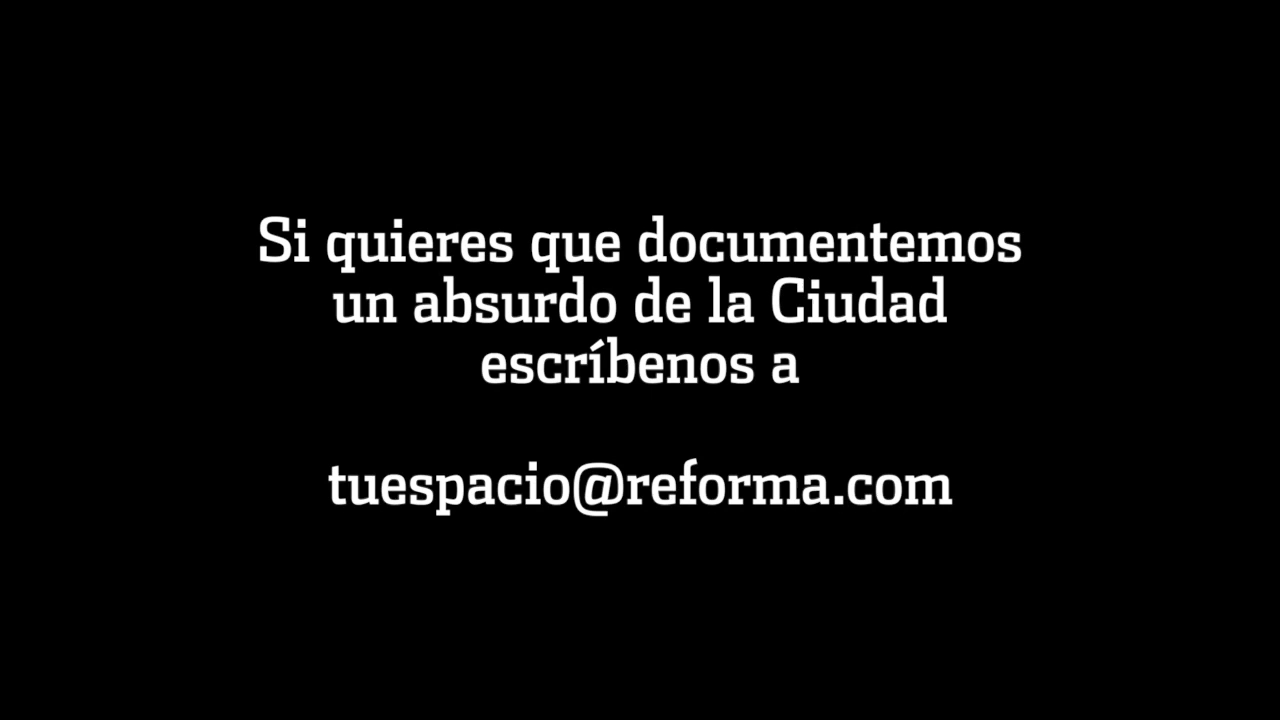 Si quieres que documentemos
un absurdo de la Ciudad
escríbenos a
tuespacio@reforma.com